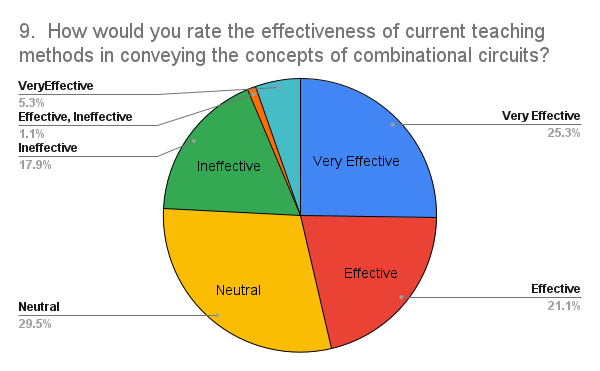 9.  How would you rate the effectiveness of current teaching
methods in conveying the concepts of combinational circuits?
VeryEffective
5.3%
Effective, Ineffective
1.1%
Ineffective
17.9%
Neutral
29.5%
Very Effective
25.3%
Effective
21.1%
Very Effective
Ineffective
Effective
Neutral